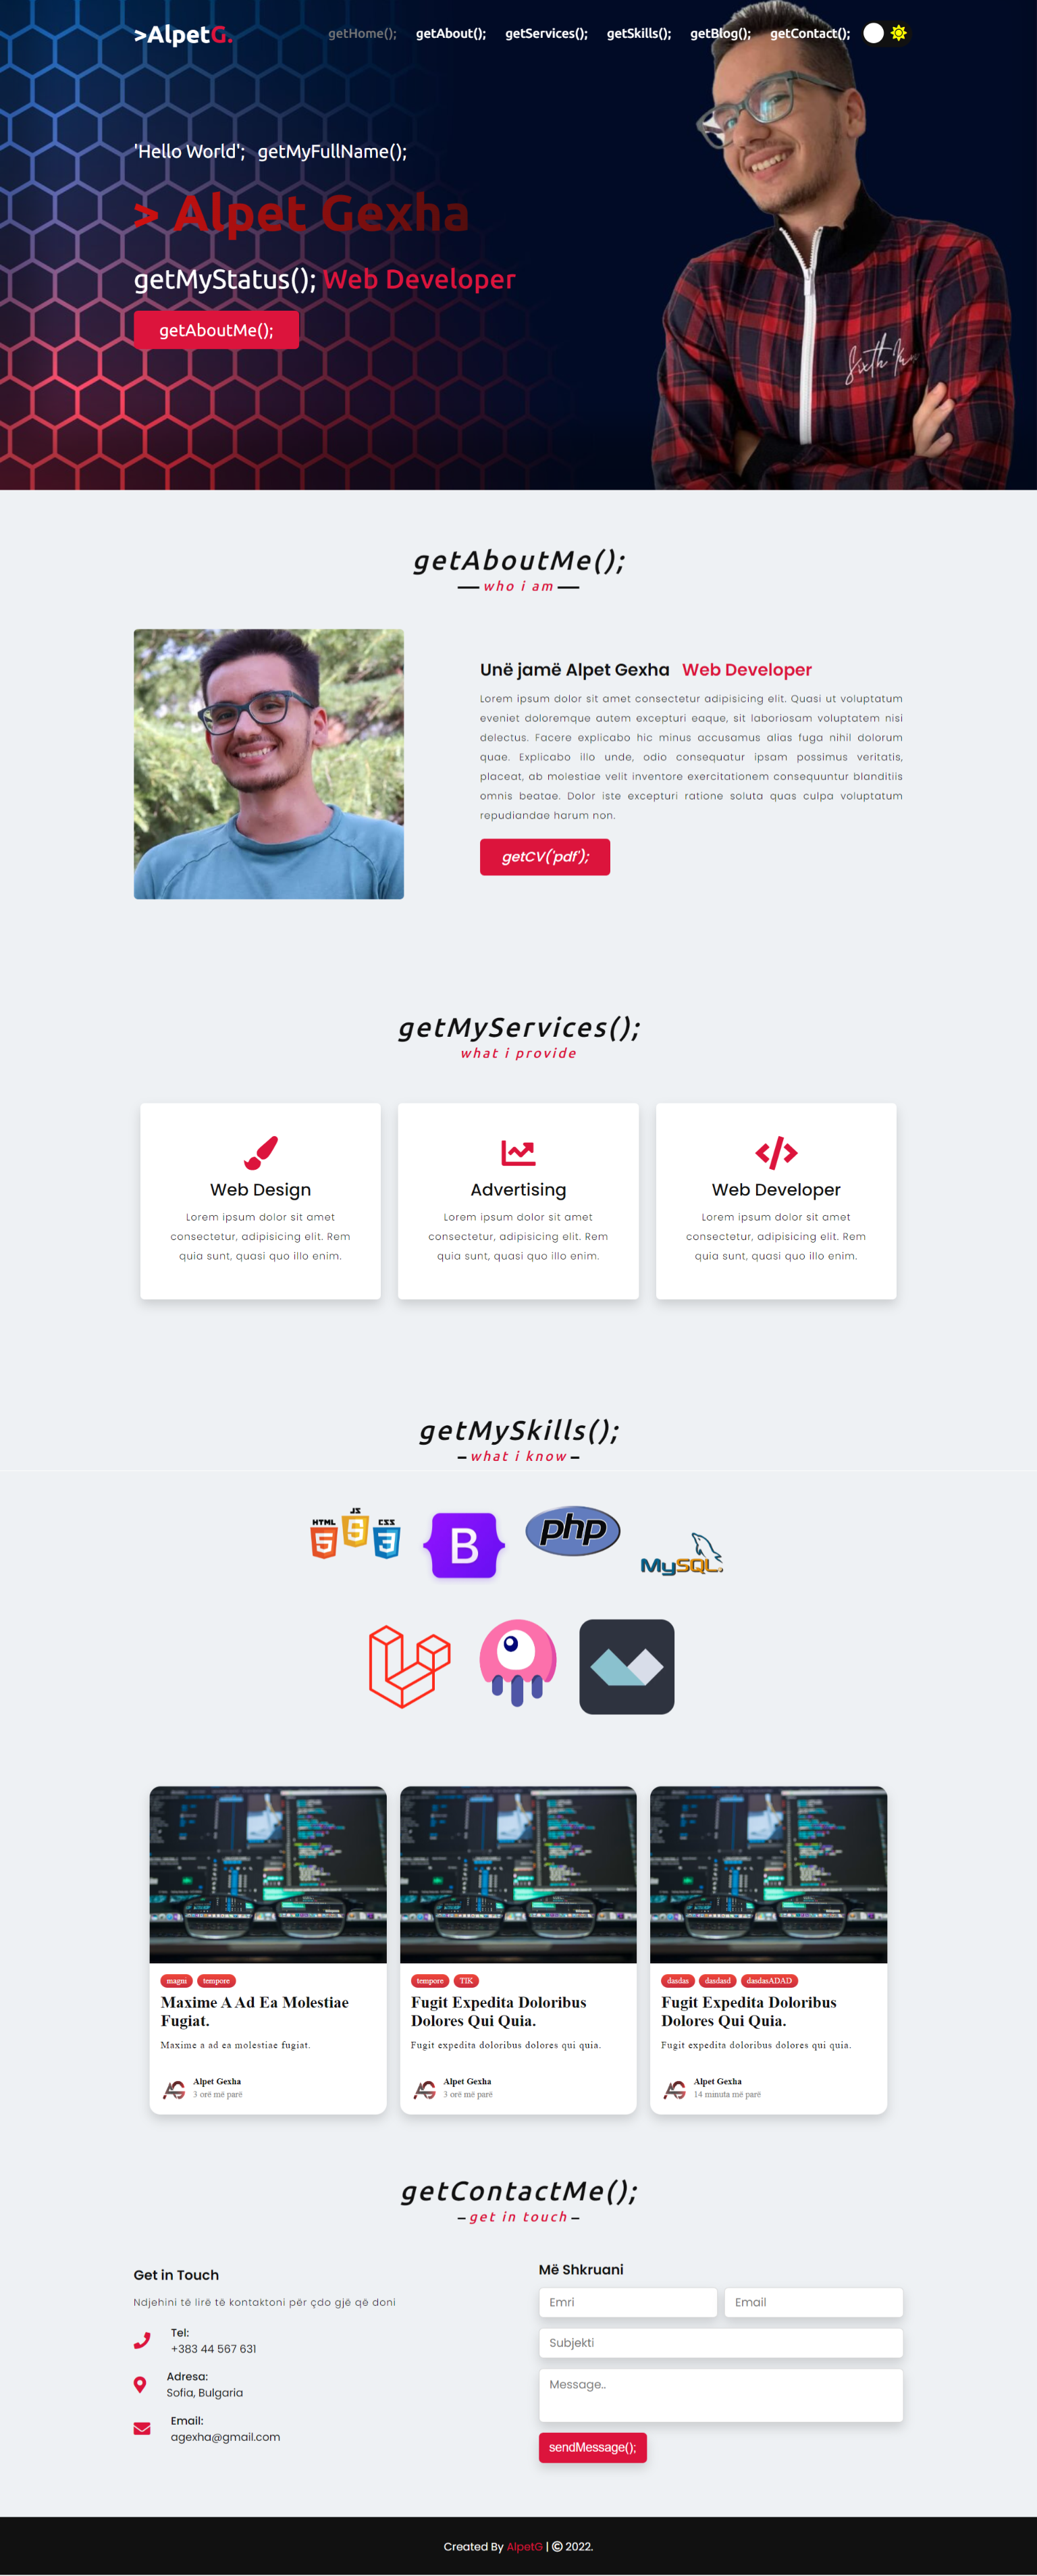 >AlpetG.
getHome(); getAbout(); getServices(); getSkills(); getBlog(); getContact();
'Hello World'; getMyFullName();
> Alpet Gexha
getMyStatus(); Web Developer
getAboutMe();
getAboutMe();
who i am
Unë jamë Alpet Gexha Web Developer
Lorem ipsum dolor sit amet consectetur adipisicing elit. Quasi ut voluptatum
eveniet doloremque autem excepturi eaque, sit laboriosam voluptatem nisi
delectus. Facere explicabo hic minus accusamus alias fuga nihil dolorum
quae. Explicabo illo unde, odio consequatur ipsam possimus veritatis,
placeat, ab molestiae velit inventore exercitationem consequuntur blanditiis
omnis beatae. Dolor iste excepturi ratione soluta quas culpa voluptatum
repudiandae harum non.
getCV('pdf');
getMyServices();
what i provide
Web Design
Lorem ipsum dolor sit amet
consectetur, adipisicing elit. Rem
quia sunt, quasi quo illo enim.
Advertising
Lorem ipsum dolor sit amet
consectetur, adipisicing elit. Rem
quia sunt, quasi quo illo enim.
Web Developer
Lorem ipsum dolor sit amet
consectetur, adipisicing elit. Rem
quia sunt, quasi quo illo enim.
getMySkills();
what i know
HTML JS CSS
5 5 3
B
php
MySQL
magni tempore
Maxime A Ad Ea Molestiae
Fugiat.
Maxime a ad ea molestiae fugiat.
Alpet Gexha
3 orë më parë
tempore TIK
Fugit Expedita Doloribus
Dolores Qui Quia.
Fugit expedita doloribus dolores qui quia.
Alpet Gexha
3 orë më parë
dasdas dasdasd dasdasADAD
Fugit Expedita Doloribus
Dolores Qui Quia.
Fugit expedita doloribus dolores qui quia.
Alpet Gexha
14 minuta më parë
getContactMe();
get in touch
Get in Touch
Ndjehini të lirë të kontaktoni për çdo gjë që doni
Tel:
+383 44 567 631
Adresa:
Sofia, Bulgaria
Email:
agexha@gmail.com
Më Shkruani
Emri
Email
Subjekti
Message..
sendMessage();
Created By AlpetG | © 2022.